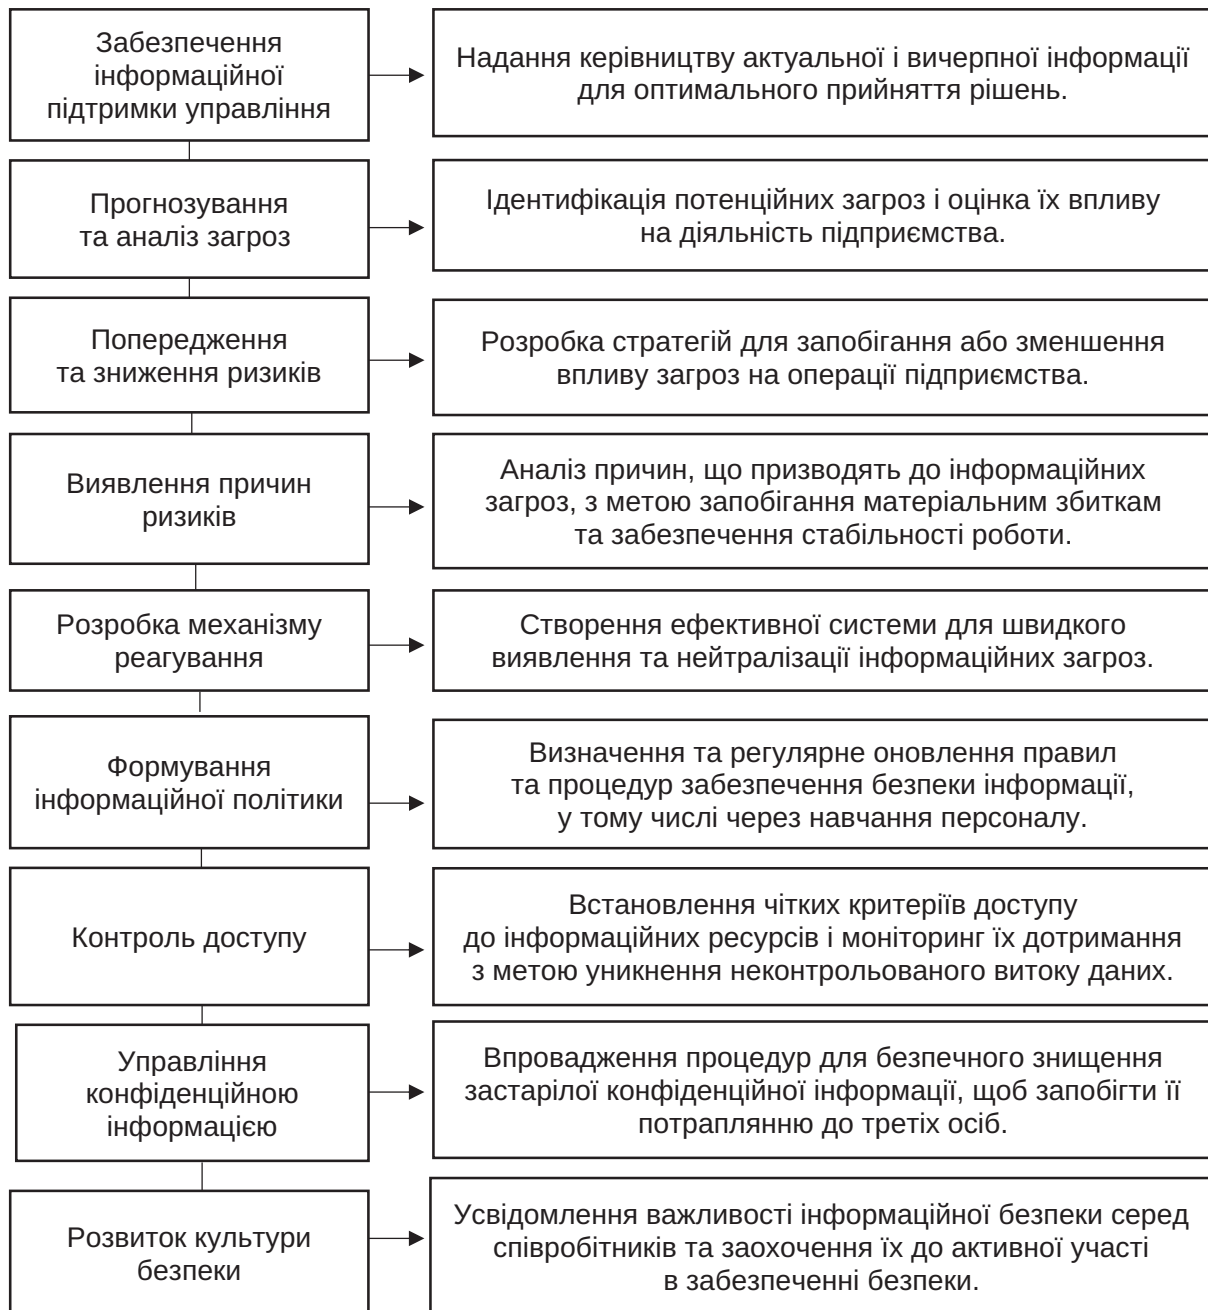 Забезпечення
інформаційної
підтримки управління
Надання керівництву актуальної і вичерпної інформації
для оптимального прийняття рішень.
Прогнозування
та аналіз загроз
Ідентифікація потенційних загроз і оцінка їх впливу
на діяльність підприємства.
Попередження
та зниження ризиків
Розробка стратегій для запобігання або зменшення
впливу загроз на операції підприємства.
Виявлення причин
ризиків
Аналіз причин, що призводять до інформаційних
загроз, з метою запобігання матеріальним збиткам
та забезпечення стабільності роботи.
Розробка механізму
реагування
Створення ефективної системи для швидкого
виявлення та нейтралізації інформаційних загроз.
Формування
інформаційної політики
Визначення та регулярне оновлення правил
та процедур забезпечення безпеки інформації,
у тому числі через навчання персоналу.
Контроль доступу
Встановлення чітких критеріїв доступу
до інформаційних ресурсів і моніторинг їх дотримання
з метою уникнення неконтрольованого витоку даних.
Управління
конфіденційною
інформацією
Впровадження процедур для безпечного знищення
застарілої конфіденційної інформації, щоб запобігти її
потраплянню до третіх осіб.
Розвиток культури
безпеки
Усвідомлення важливості інформаційної безпеки серед
співробітників та заохочення їх до активної участі
в забезпеченні безпеки.